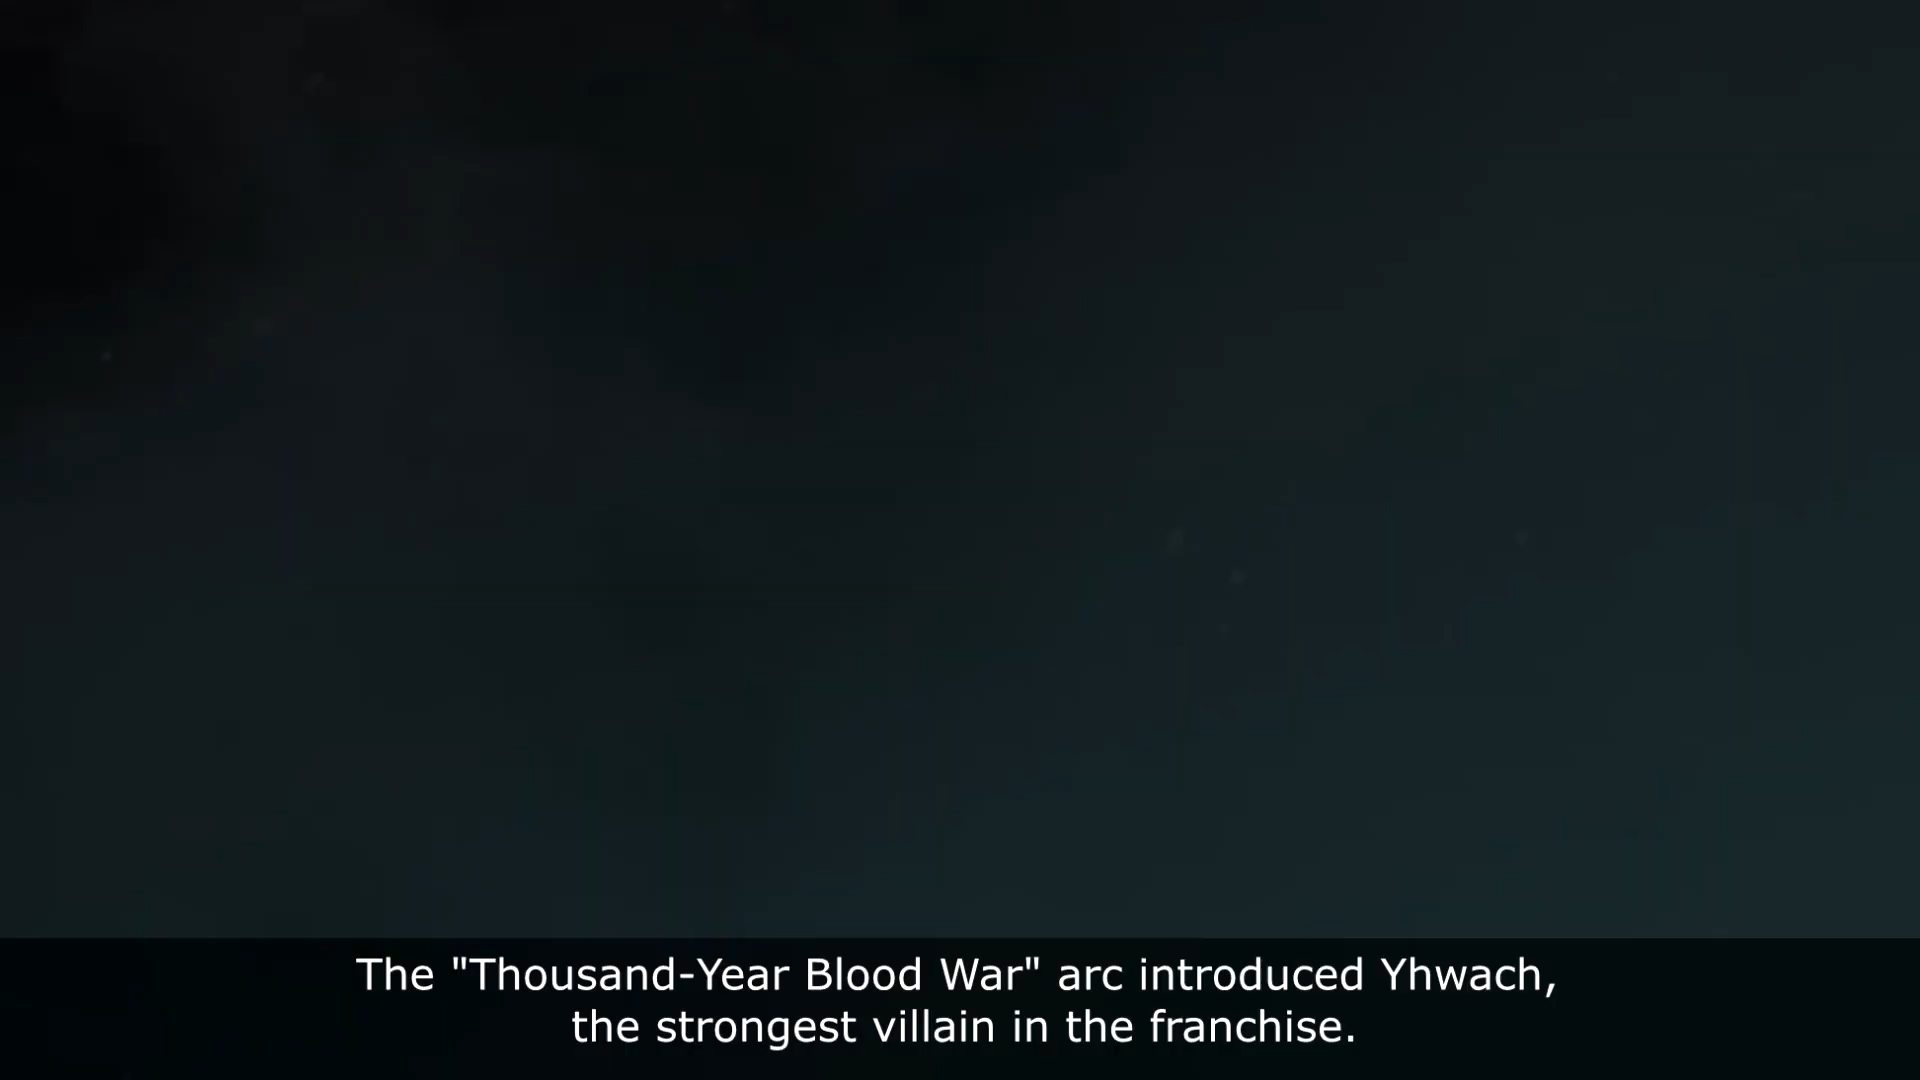 The "Thousand-Year Blood War" arc introduced Yhwach,
the strongest villain in the franchise.